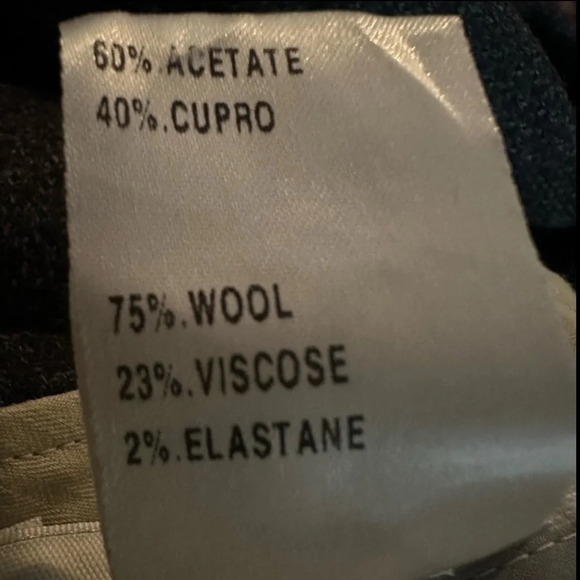 60%.ACETATE
40%.CUPRO
75%.WOOL
23%.VISCOSE
2%.ELASTANE